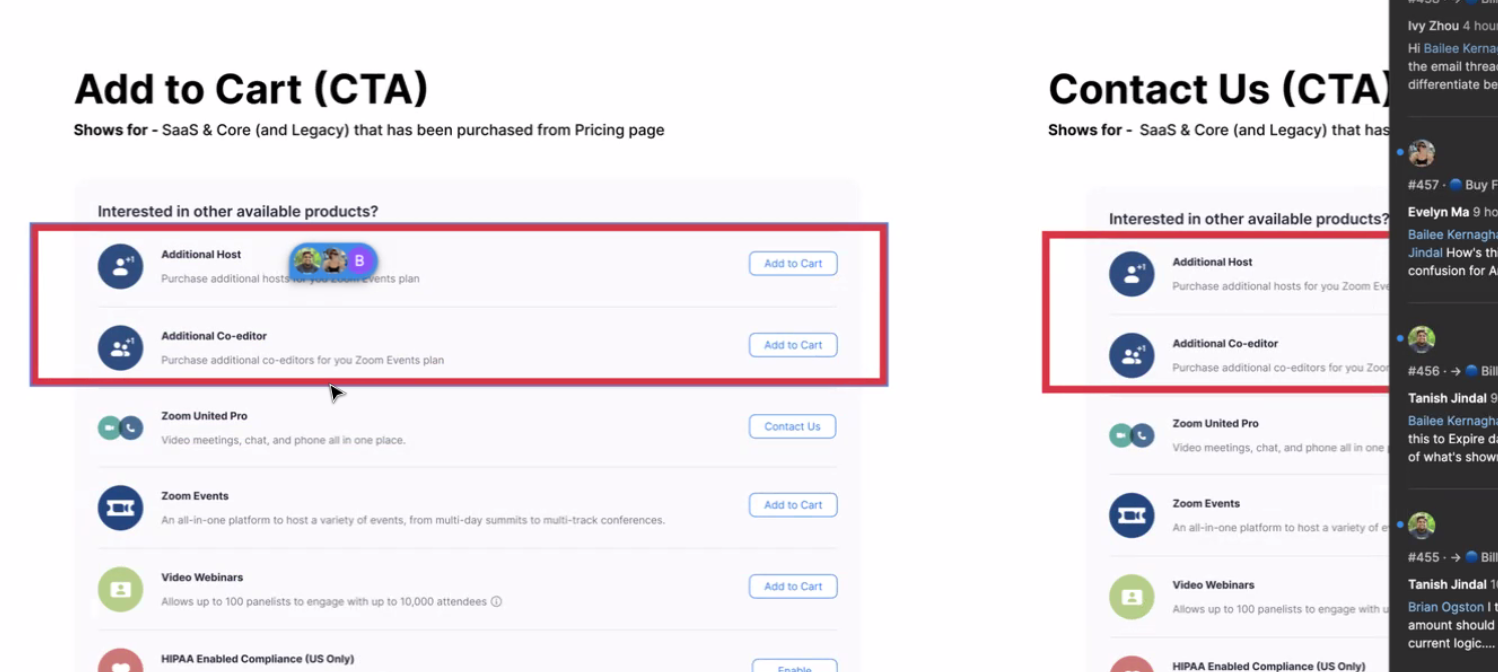 Add to Cart (CTA)
Shows for - SaaS & Core (and Legacy) that has been purchased from Pricing page
Interested in other available products?
Additional Host
Purchase additional hosts for you Zoom Events plan
B
Add to Cart
Additional Co-editor
Purchase additional co-editors for you Zoom Events plan
Add to Cart
Zoom United Pro
Video meetings, chat, and phone all in one place.
Contact Us
Zoom Events
An all-in-one platform to host a variety of events, from multi-day summits to multi-track conferences.
Add to Cart
Video Webinars
Allows up to 100 panelists to engage with up to 10,000 attendees
Add to Cart
HIPAA Enabled Compliance (US Only)
Enable
Contact Us (CTA)
Shows for - SaaS & Core (and Legacy) that has
Interested in other available products?
Additional Host
Purchase additional hosts for you Zoom Eve
Additional Co-editor
Purchase additional co-editors for you Zoor
Zoom United Pro
Video meetings, chat, and phone all in one
Zoom Events
An all-in-one platform to host a variety of e
Video Webinars
Allows up to 100 panelists to engage with u
HIPAA Enabled Compliance (US Only)
Ivy Zhou 4 hour
Hi Bailee Kerna
the email threa
differentiate be
#457 · Buy F
Evelyn Ma 9 ho
Bailee Kernagha
Jindal How's th
confusion for A
#456 · → Bill
Tanish Jindal 9
Bailee Kernagha
this to Expire da
of what's show
#455 · → Bill
Tanish Jindal 1
Brian Ogston I t
amount should
current logic....